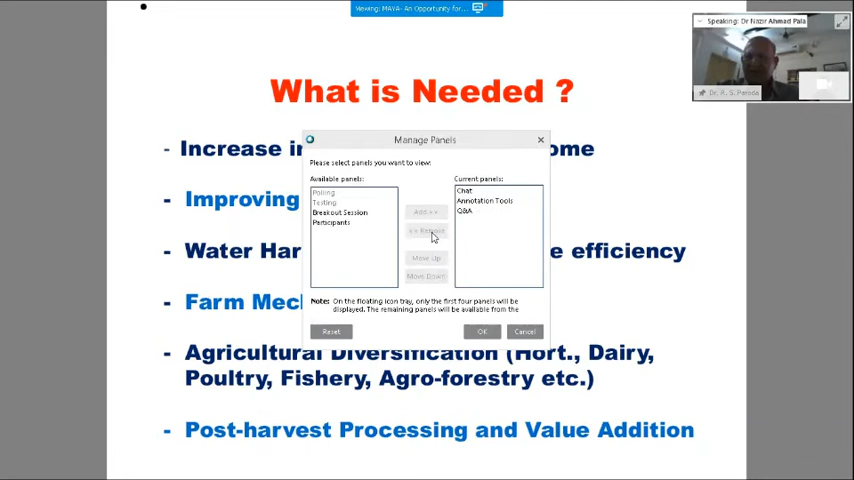 Viewing: MAYA- An Opportunity for...
Speaking: Dr Nazir Ahmad Pala
Dr. R. S. Paroda
What is Needed ?
- Increase in
ome
- Improving
- Water Har
e efficiency
- Farm Mec
- Agricultural Diversification (Hort., Dairy,
Poultry, Fishery, Agro-forestry etc.)
- Post-harvest Processing and Value Addition
Manage Panels
Please select panels you want to view:
Available panels:
Current panels:
Polling
Testing
Breakout Session
Participants
Add >>
<< Remove
Move Up
Move Down
Chat
Annotation Tools
Q&A
Note: On the floating icon tray, only the first four panels will be
displayed. The remaining panels will be available from the
Reset
OK
Cancel